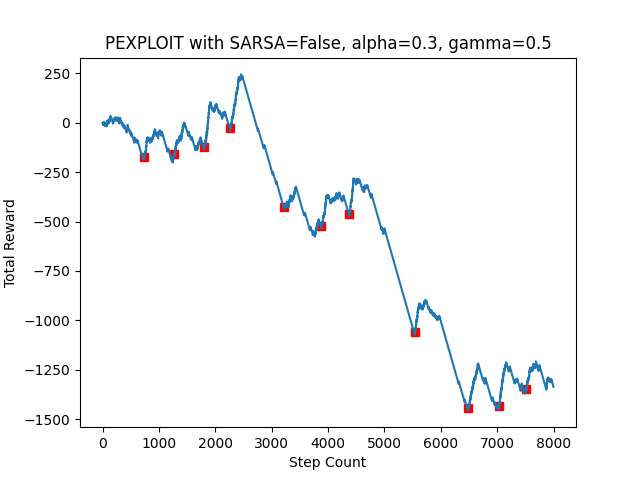 PEXPLOIT with SARSA=False, alpha=0.3, gamma=0.5
250
0
−250
−500
−750
−1000
−1250
−1500
Total Reward
0 1000 2000 3000 4000 5000 6000 7000 8000
Step Count